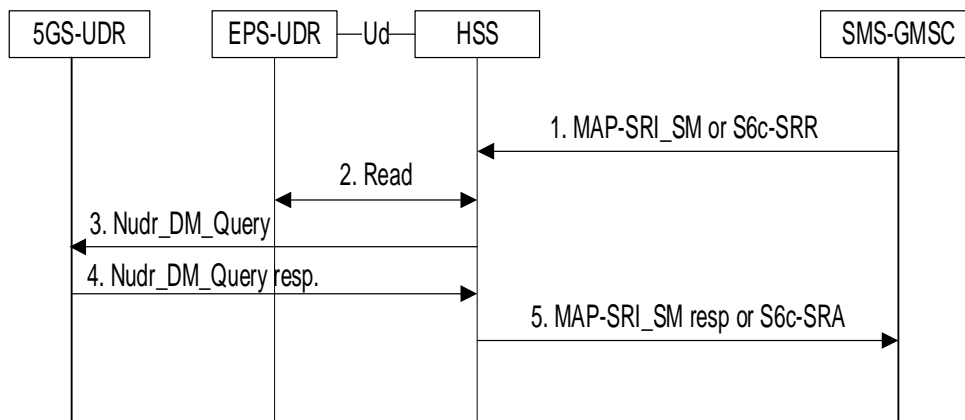 5GS-UDR
EPS-UDR
Ud
HSS
SMS-GMSC
1. MAP-SRI_SM or S6c-SRR
2. Read
3. Nudr_DM_Query
4. Nudr_DM_Query resp.
5. MAP-SRI_SM resp or S6c-SRA